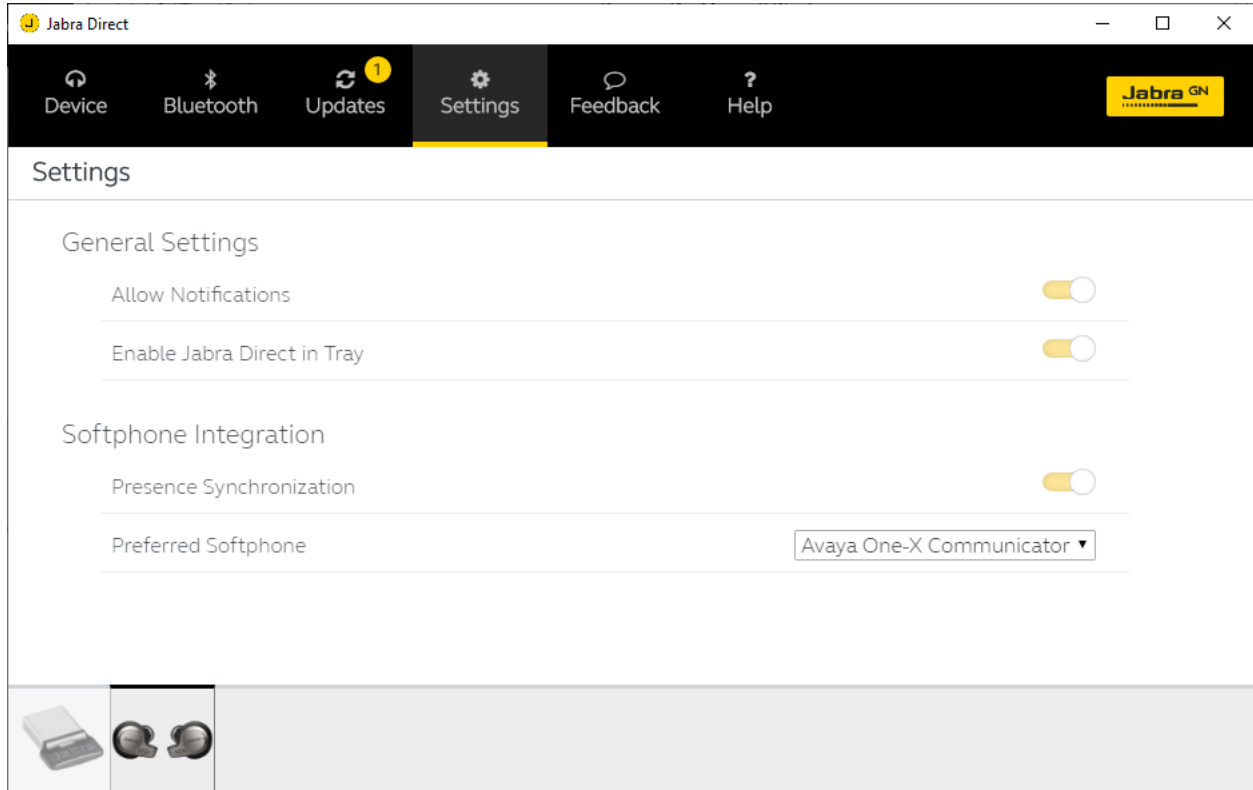 Jabra Direct
Device Bluetooth Updates 1 Settings Feedback ? Help Jabra GN
Settings
General Settings
Allow Notifications
Enable Jabra Direct in Tray
Softphone Integration
Presence Synchronization
Preferred Softphone Avaya One-X Communicator